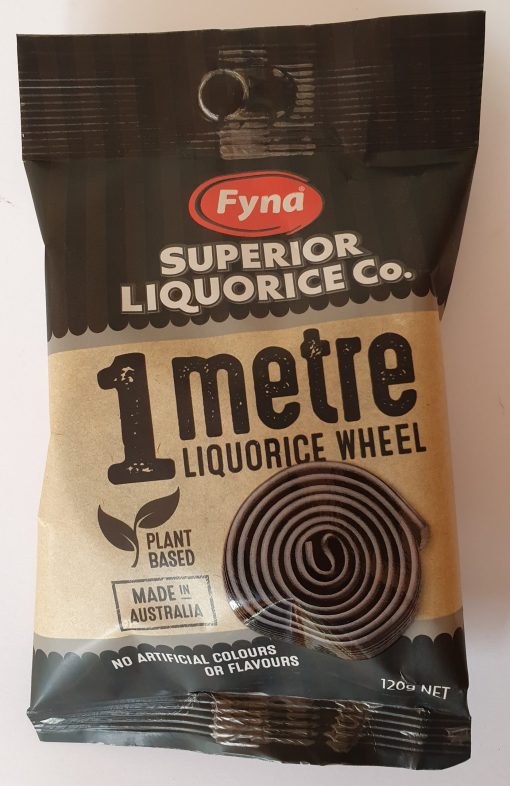 Fyna®
SUPERIOR
LIQUORICE Co.
1 metre
LIQUORICE WHEEL
PLANT
BASED
MADE IN
AUSTRALIA
NO ARTIFICIAL COLOURS
OR FLAVOURS
120g NET